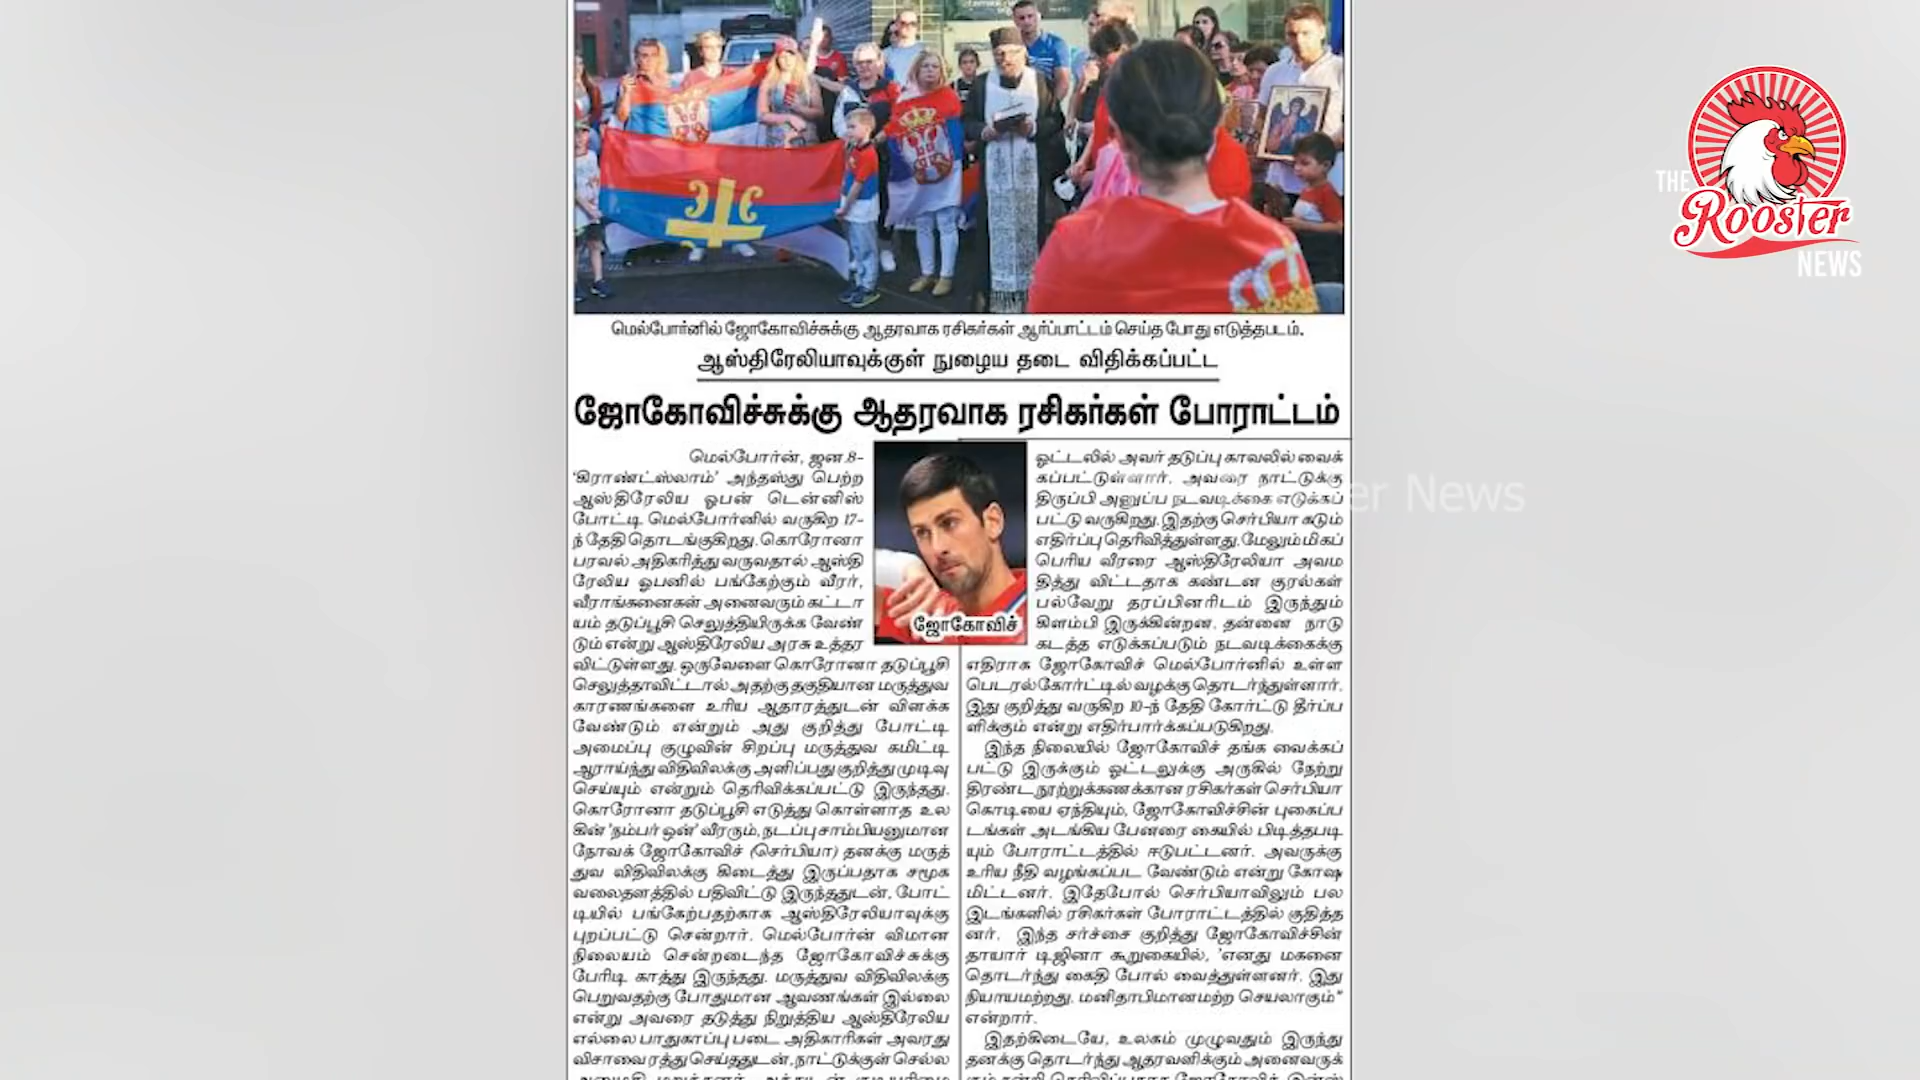 THE
Rooster
NEWS
மெல்போர்னில் ஜோகோவிச்சுக்கு ஆதரவாக ரசிகர்கள் ஆர்ப்பாட்டம் செய்த போது எடுத்தபடம்.
ஆஸ்திரேலியாவுக்குள் நுழைய தடை விதிக்கப்பட்ட
ஜோகோவிச்சுக்கு ஆதரவாக ரசிகர்கள் போராட்டம்
மெல்போர்ன், ஜன.8-
'கிராண்ட்ஸ்லாம்' அந்தஸ்து பெற்ற
ஆஸ்திரேலிய ஓபன் டென்னிஸ்
போட்டி மெல்போர்னில் வருகிற 17-
ந்தேதி தொடங்குகிறது. கொரோனா
பரவல் அதிகரித்து வருவதால் ஆஸ்தி
ரேலிய ஓபனில் பங்கேற்கும் வீரர்,
வீராங்கனைகள் அனைவரும் கட்டா
யம் தடுப்பூசி செலுத்தியிருக்க வேண்
டும் என்று ஆஸ்திரேலிய அரசு உத்தர
விட்டுள்ளது. ஒருவேளை கொரோனா தடுப்பூசி
செலுத்தாவிட்டால் அதற்கு தகுதியான மருத்துவ
காரணங்களை உரிய ஆதாரத்துடன் விளக்க
வேண்டும் என்றும் அது குறித்து போட்டி
அமைப்பு குழுவின் சிறப்பு மருத்துவ கமிட்டி
ஆராய்ந்து விதிவிலக்கு அளிப்பது குறித்து முடிவு
செய்யும் என்றும் தெரிவிக்கப்பட்டு இருந்தது.
கொரோனா தடுப்பூசி எடுத்து கொள்ளாத உல
கின் 'நம்பர் ஒன்' வீரரும், நடப்பு சாம்பியனுமான
நோவக் ஜோகோவிச் (செர்பியா) தனக்கு மருத்
துவ விதிவிலக்கு கிடைத்து இருப்பதாக சமூக
வலைதளத்தில் பதிவிட்டு இருந்ததுடன், போட்
டியில் பங்கேற்பதற்காக ஆஸ்திரேலியாவுக்கு
புறப்பட்டு சென்றார். மெல்போர்ன் விமான
நிலையம் சென்றடைந்த ஜோகோவிச்சுக்கு
பேரிடி காத்து இருந்தது. மருத்துவ விதிவிலக்கு
பெறுவதற்கு போதுமான ஆவணங்கள் இல்லை
என்று அவரை தடுத்து நிறுத்திய ஆஸ்திரேலிய
எல்லை பாதுகாப்பு படை அதிகாரிகள் அவரது
விசாவை ரத்து செய்ததுடன், நாட்டுக்குள் செல்ல
ஜோகோவிச்
ஓட்டலில் அவர் தடுப்பு காவலில் வைக்
கப்பட்டுள்ளார். அவரை நாட்டுக்கு
திருப்பி அனுப்ப நடவடிக்கை எடுக்கப்
பட்டு வருகிறது. இதற்கு செர்பியா கடும்
எதிர்ப்பு தெரிவித்துள்ளது. மேலும் மிகப்
பெரிய வீரரை ஆஸ்திரேலியா அவம
தித்து விட்டதாக கண்டன குரல்கள்
பல்வேறு தரப்பினரிடம் இருந்தும்
கிளம்பி இருக்கின்றன. தன்னை நாடு
கடத்த எடுக்கப்படும் நடவடிக்கைக்கு
எதிராக ஜோகோவிச் மெல்போர்னில் உள்ள
பெடரல் கோர்ட்டில் வழக்கு தொடர்ந்துள்ளார்.
இது குறித்து வருகிற 10-ந் தேதி கோர்ட்டு தீர்ப்ப
ளிக்கும் என்று எதிர்பார்க்கப்படுகிறது.
இந்த நிலையில் ஜோகோவிச் தங்க வைக்கப்
பட்டு இருக்கும் ஓட்டலுக்கு அருகில் நேற்று
திரண்ட நூற்றுக்கணக்கான ரசிகர்கள் செர்பியா
கொடியை ஏந்தியும், ஜோகோவிச்சின் புகைப்ப
டங்கள் அடங்கிய பேனரை கையில் பிடித்தபடி
யும் போராட்டத்தில் ஈடுபட்டனர். அவருக்கு
உரிய நீதி வழங்கப்பட வேண்டும் என்று கோஷ
மிட்டனர். இதேபோல் செர்பியாவிலும் பல
இடங்களில் ரசிகர்கள் போராட்டத்தில் குதித்த
னர். இந்த சர்ச்சை குறித்து ஜோகோவிச்சின்
தாயார் டிஜினா கூறுகையில், 'எனது மகனை
தொடர்ந்து கைதி போல் வைத்துள்ளனர். இது
நியாயமற்றது. மனிதாபிமானமற்ற செயலாகும்"
என்றார்.
இதற்கிடையே, உலகம் முழுவதும் இருந்து
தனக்கு தொடர்ந்து ஆதரவளிக்கும் அனைவருக்
News